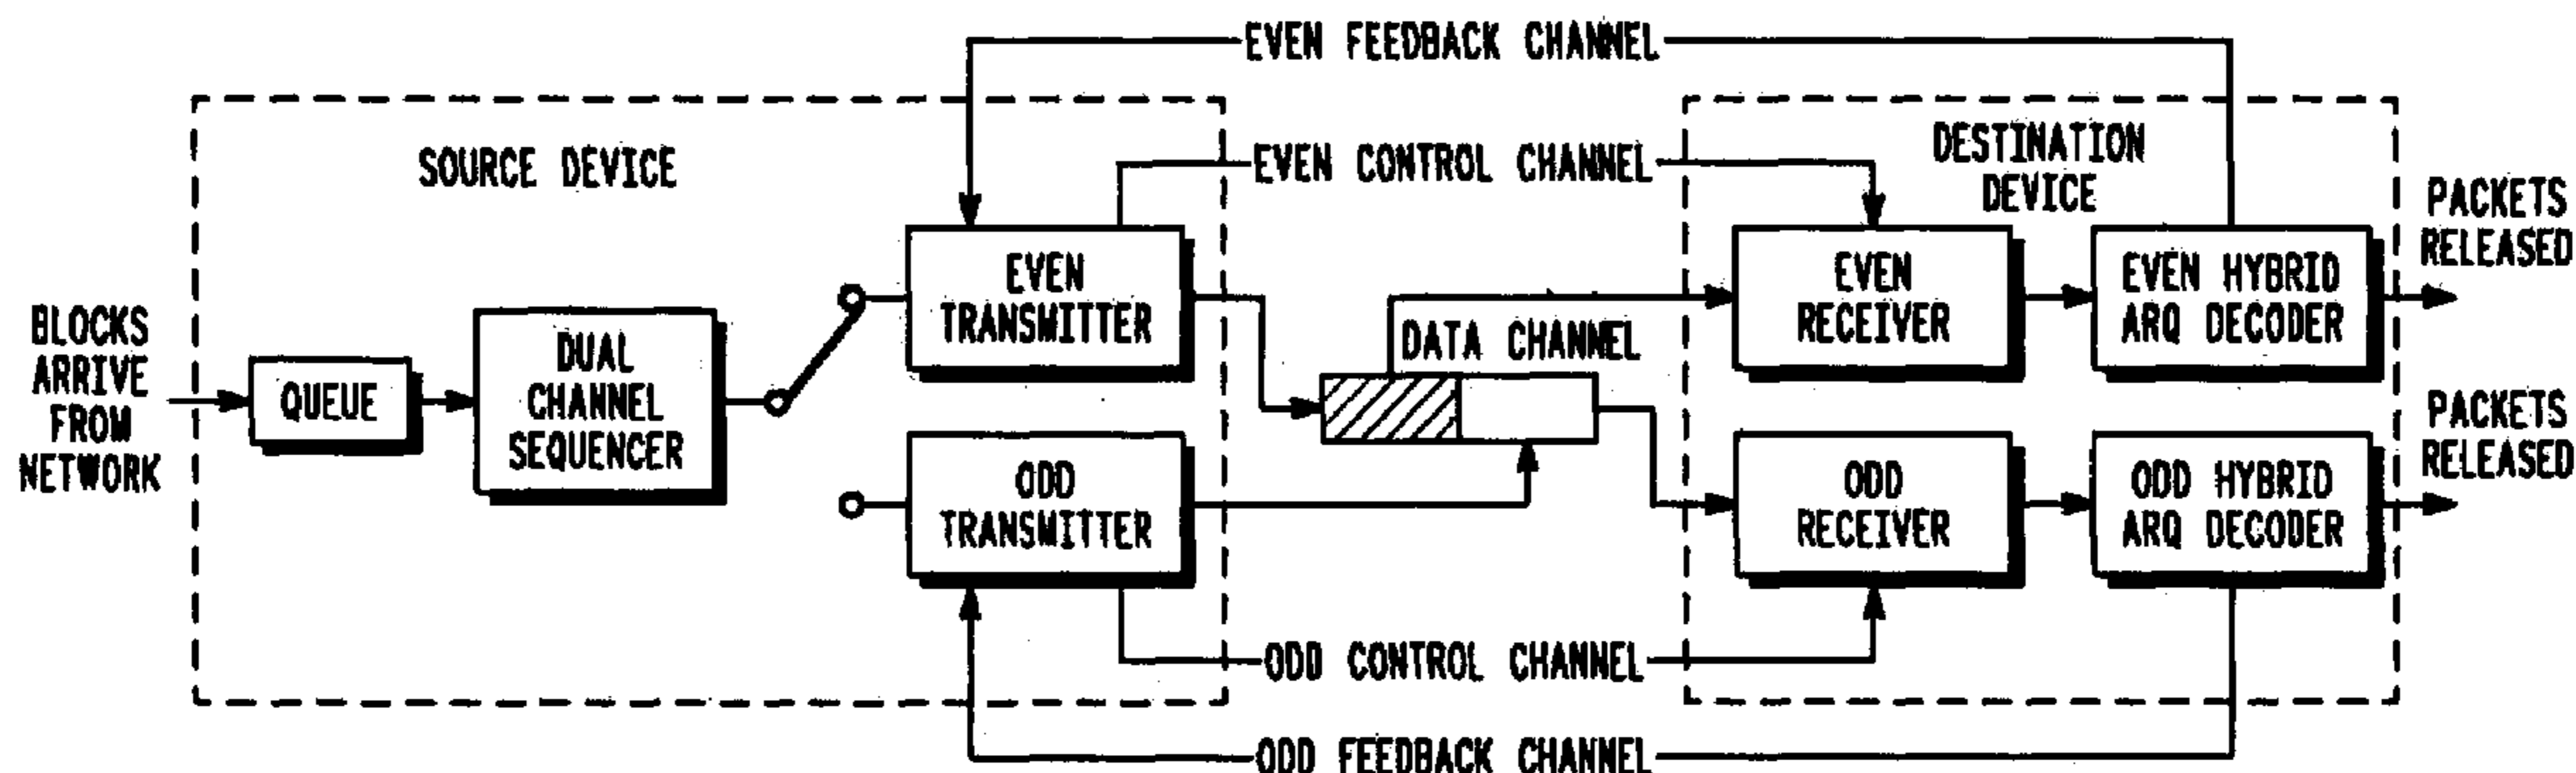 EVEN FEEDBACK CHANNEL
SOURCE DEVICE
EVEN CONTROL CHANNEL
DESTINATION
DEVICE
PACKETS
RELEASED
BLOCKS
ARRIVE
FROM
NETWORK
QUEUE
DUAL
CHANNEL
SEQUENCER
EVEN
TRANSMITTER
DATA CHANNEL
EVEN
RECEIVER
EVEN HYBRID
ARQ DECODER
PACKETS
RELEASED
ODD
TRANSMITTER
ODD
RECEIVER
ODD HYBRID
ARQ DECODER
ODD CONTROL CHANNEL
ODD FEEDBACK CHANNEL